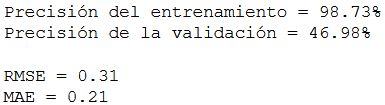 Precisión del entrenamiento = 98.73%
Precisión de la validación = 46.98%
RMSE = 0.31
MAE = 0.21